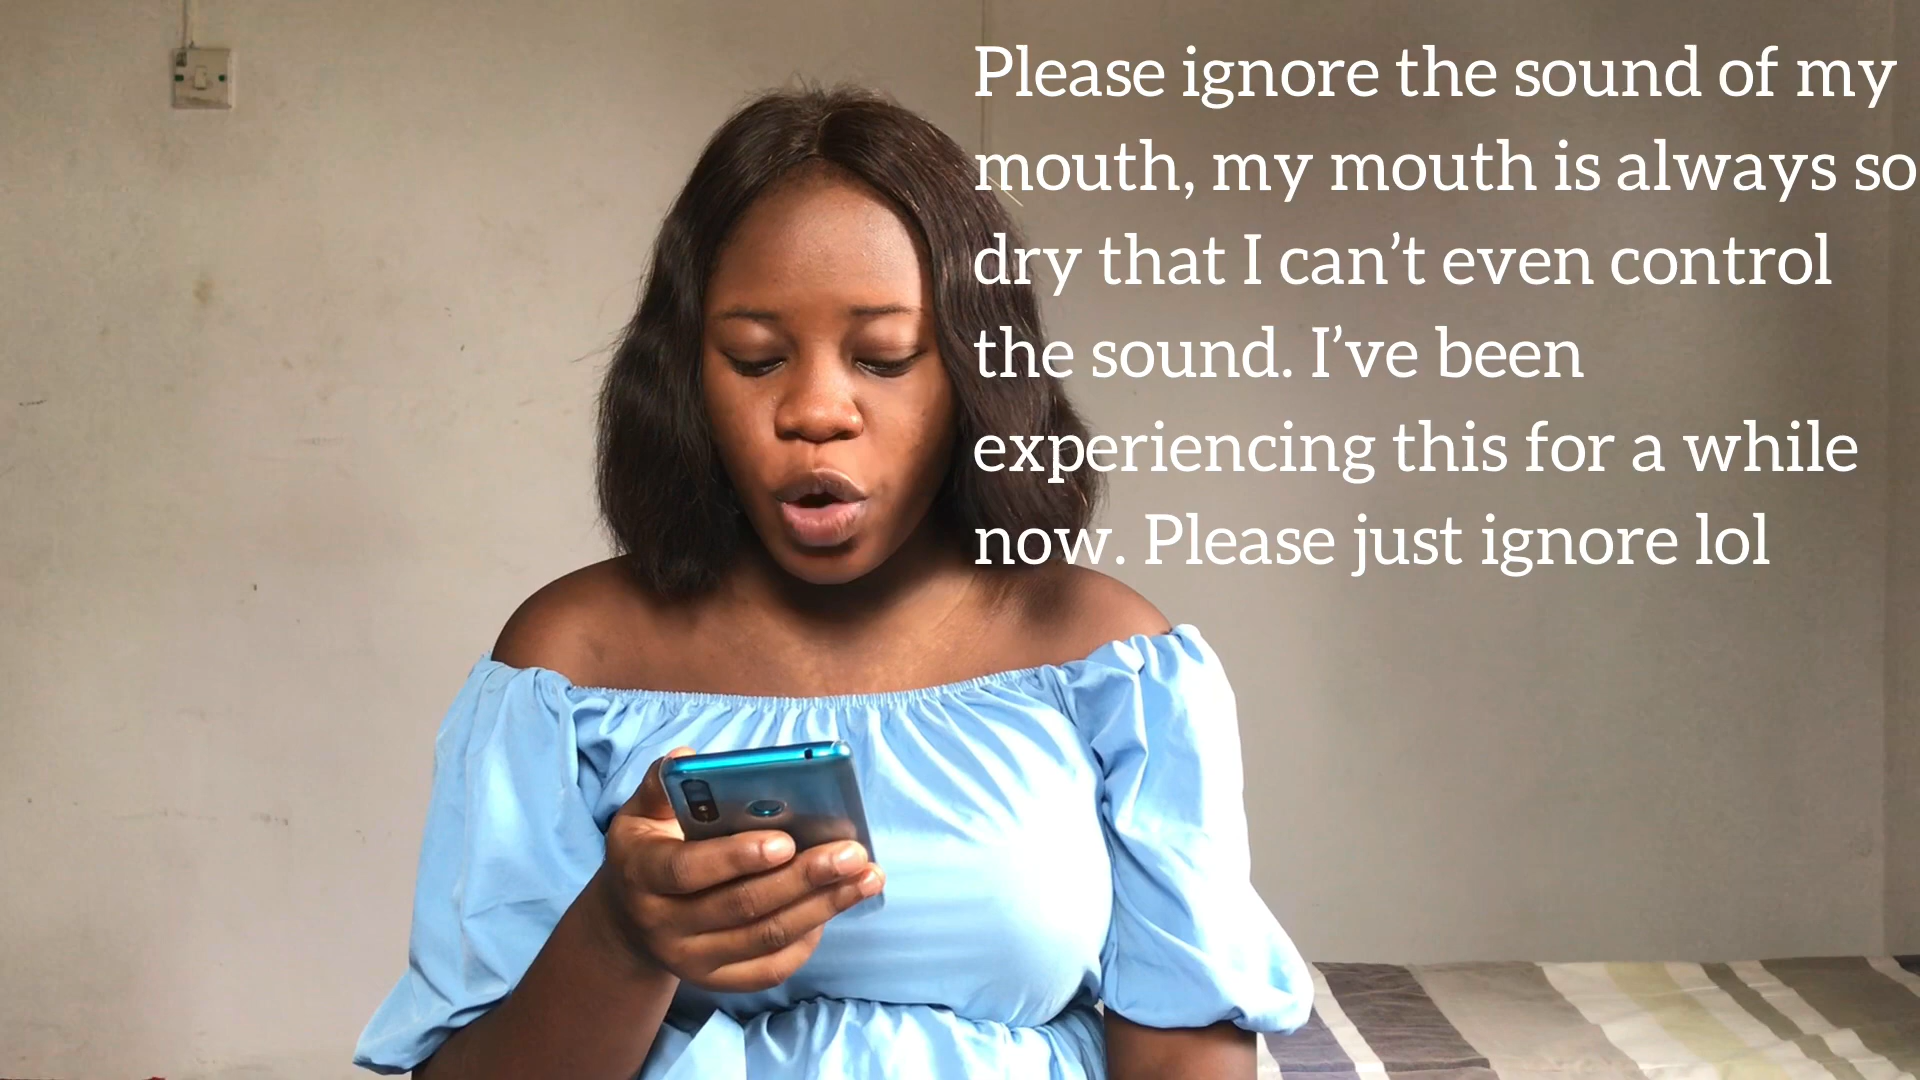 Please ignore the sound of my
mouth, my mouth is always so
dry that I can’t even control
the sound. I’ve been
experiencing this for a while
now. Please just ignore lol